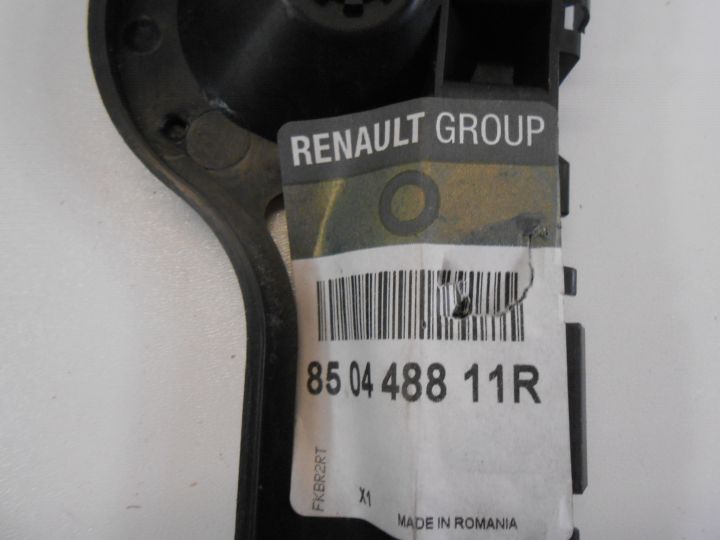 RENAULT GROUP
85 04 488 11R
FKBR2RT
X1
MADE IN ROMANIA